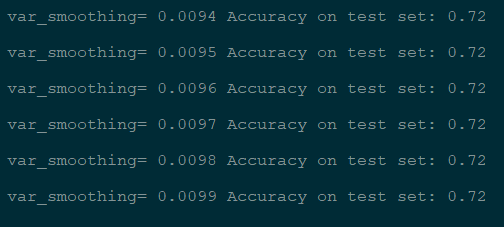 var_smoothing= 0.0094 Accuracy on test set: 0.72
var_smoothing= 0.0095 Accuracy on test set: 0.72
var_smoothing= 0.0096 Accuracy on test set: 0.72
var_smoothing= 0.0097 Accuracy on test set: 0.72
var_smoothing= 0.0098 Accuracy on test set: 0.72
var_smoothing= 0.0099 Accuracy on test set: 0.72